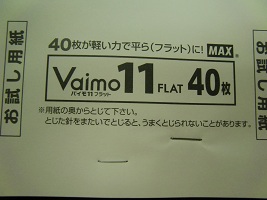 40枚が軽い力で平ら(フラット)に! MAX®
Vaimo11 FLAT 40枚
バイモ11フラット
※用紙の奥からとじて下さい。
とじた針をまたいでとじると、うまくとじられないことがあります。
お試し用紙
お試し用紙